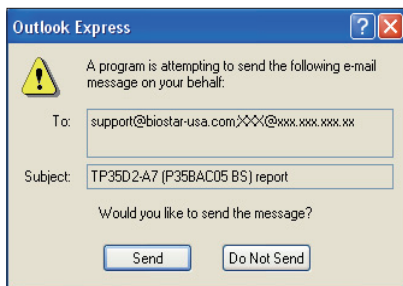 Outlook Express
A program is attempting to send the following e-mail
message on your behalf:
To: support@biostar-usa.com;XXX@xxx.xxx.xxx.xx
Subject: TP35D2-A7 (P35BAC05 BS) report
Would you like to send the message?
Send Do Not Send